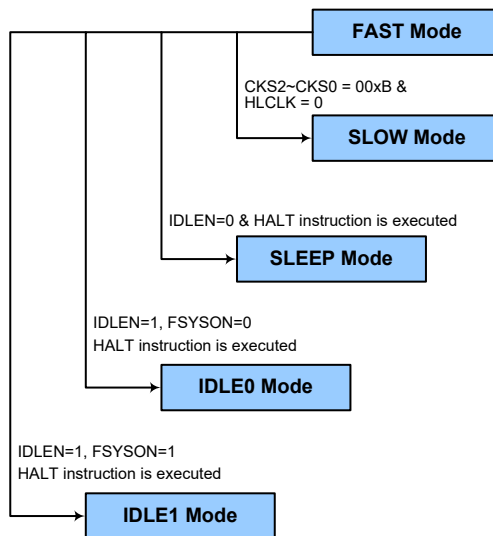 FAST Mode
CKS2~CKS0 = 00xB &
HLCLK = 0
SLOW Mode
IDLEN=0 & HALT instruction is executed
SLEEP Mode
IDLEN=1, FSYSON=0
HALT instruction is executed
IDLE0 Mode
IDLEN=1, FSYSON=1
HALT instruction is executed
IDLE1 Mode